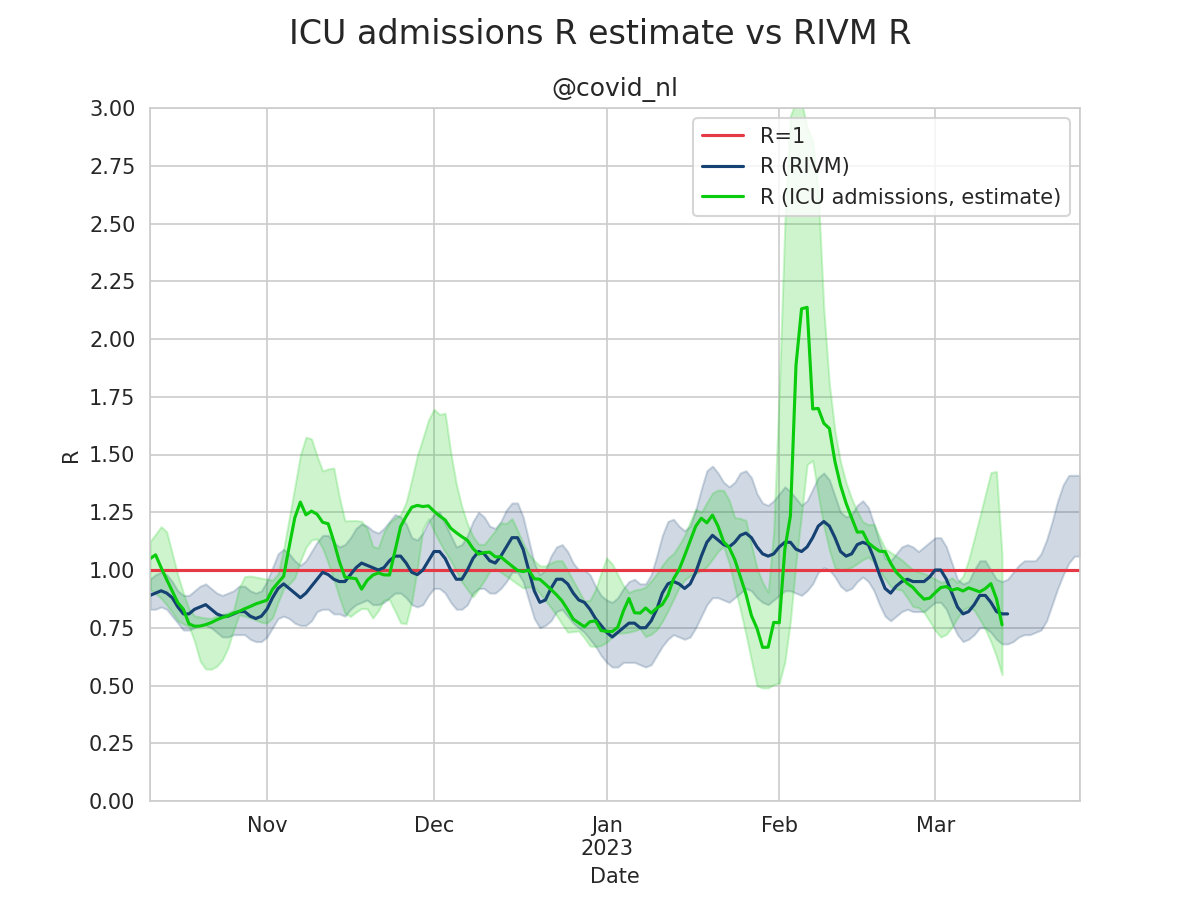 ICU admissions R estimate vs RIVM R
@covid_nl
R=1
R (RIVM)
R (ICU admissions, estimate)
3.00
2.75
2.50
2.25
2.00
1.75
1.50
1.25
1.00
0.75
0.50
0.25
0.00
R
Nov Dec Jan Feb Mar
2023
Date